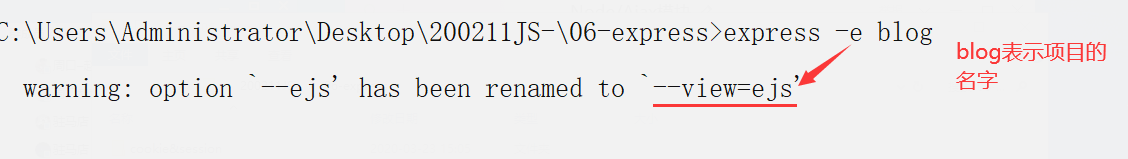 C:\Users\Administrator\Desktop\200211JS-\06-express>express -e blog
warning: option `--ejs' has been renamed to `--view=ejs'
blog表示项目的
名字